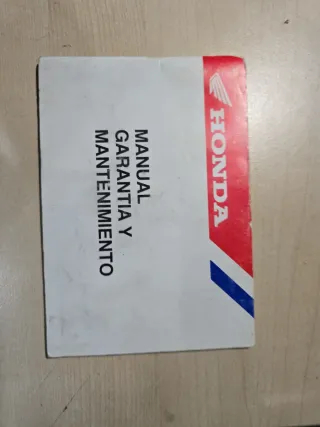 HONDA
MANUAL
GARANTIA Y
MANTENIMIENTO